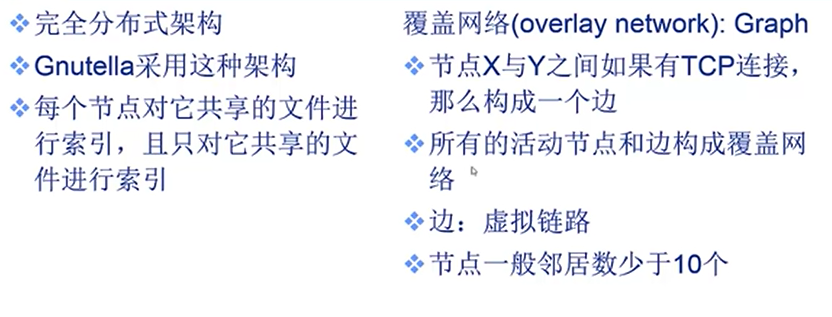 完全分布式架构
Gnutella采用这种架构
每个节点对它共享的文件进
行索引，且只对它共享的文
件进行索引
覆盖网络(overlay network): Graph
节点X与Y之间如果有TCP连接，
那么构成一个边
所有的活动节点和边构成覆盖网
络
边：虚拟链路
节点一般邻居数少于10个